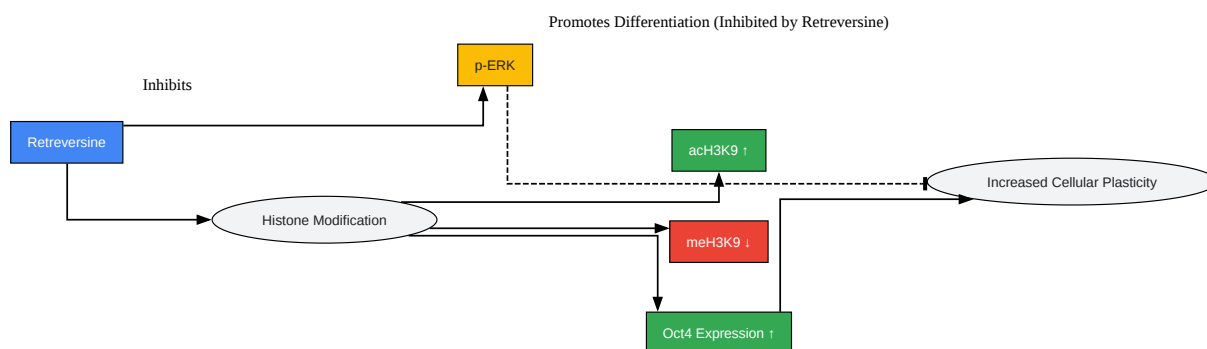 Promotes Differentiation (Inhibited by Retreversine)
p-ERK
Inhibits
Retreversine
acH3K9 ↑
Increased Cellular Plasticity
Histone Modification
meH3K9 ↓
Oct4 Expression ↑